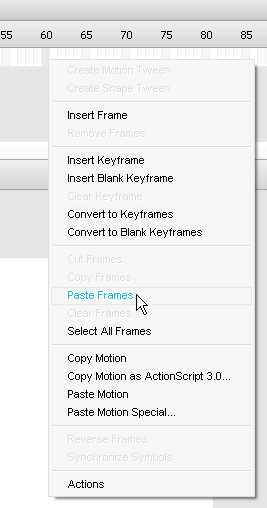 55 60 65 70 75 80 85
Create Motion Tween
Create Shape Tween
Insert Frame
Remove Frames
Insert Keyframe
Insert Blank Keyframe
Clear Keyframe
Convert to Keyframes
Convert to Blank Keyframes
Cut Frames
Copy Frames
Paste Frames
Clear Frames
Select All Frames
Copy Motion
Copy Motion as ActionScript 3.0...
Paste Motion
Paste Motion Special...
Reverse Frames
Synchronize Symbols
Actions